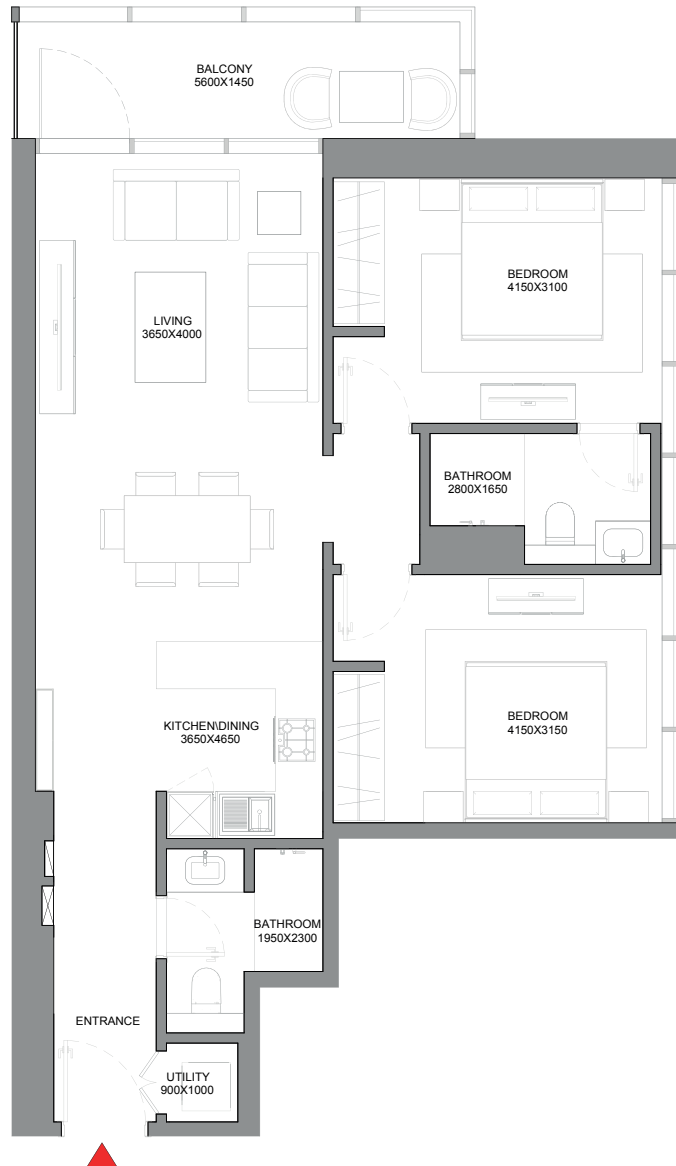 BALCONY
5600X1450
BEDROOM
4150X3100
LIVING
3650X4000
BATHROOM
2800X1650
BEDROOM
4150X3150
KITCHEN\DINING
3650X4650
BATHROOM
1950X2300
ENTRANCE
UTILITY
900X1000